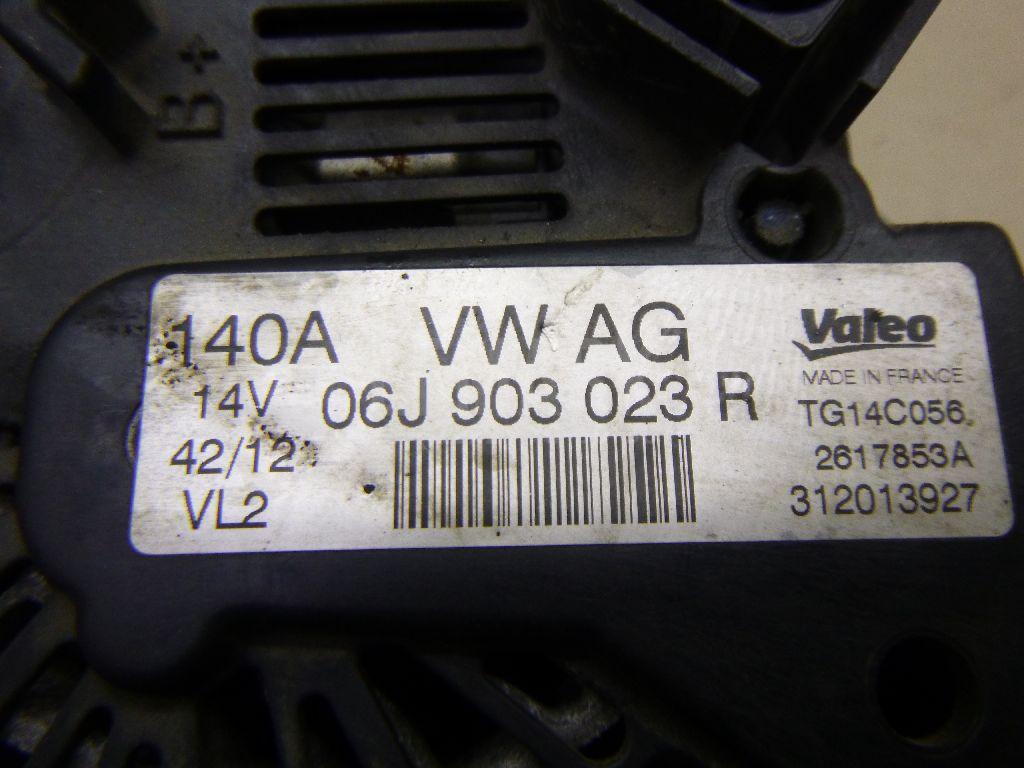 B+
140A VW AG Valeo
MADE IN FRANCE
14V 06J 903 023 R TG14C056
42/12 2617853A
VL2 312013927